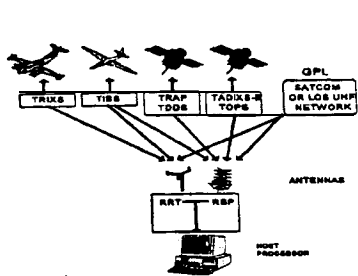 GPL
TRIXS
TIBS
TRAP
TDDS
TADIXS-B
TOPS
SATCOM
OR LOS UHF
NETWORK
ANTENNAS
RRT
RSP
HOST
PROCESSOR